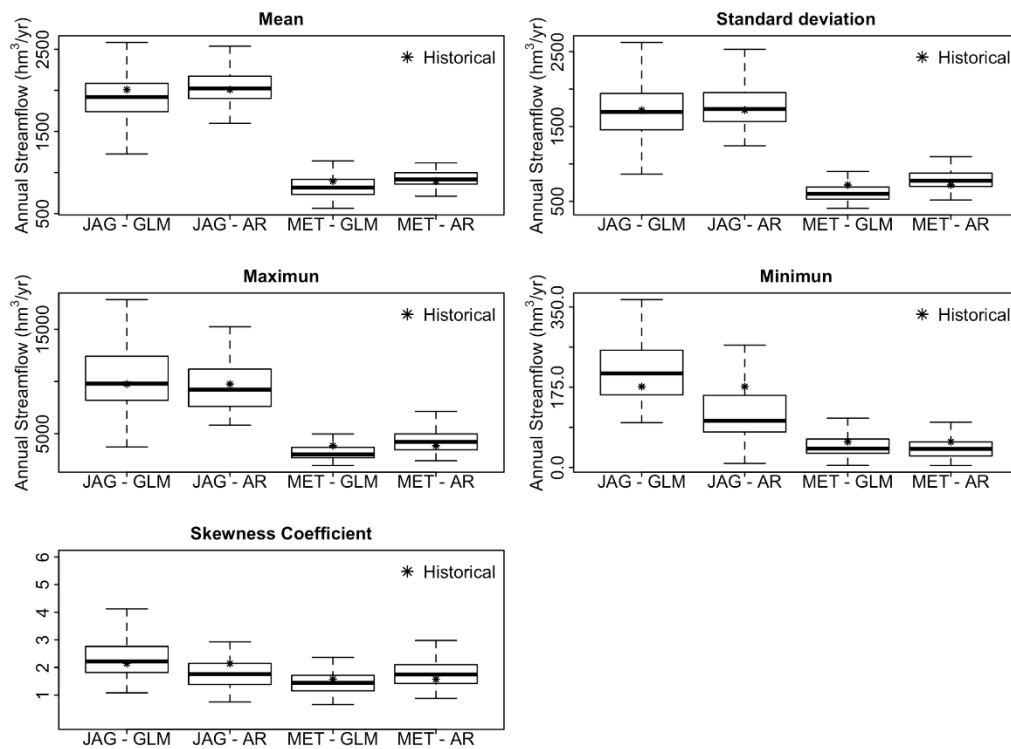 Mean
Annual Streamflow (hm³/yr)
500
1500
2500
* Historical
JAG - GLM JAG - AR MET - GLM MET - AR
Standard deviation
Annual Streamflow (hm³/yr)
500
1500
2500
* Historical
JAG - GLM JAG - AR MET - GLM MET - AR
Maximun
Annual Streamflow (hm³/yr)
5000
15000
* Historical
JAG - GLM JAG - AR MET - GLM MET - AR
Minimun
Annual Streamflow (hm³/yr)
0.0
175.0
350.0
* Historical
JAG - GLM JAG - AR MET - GLM MET - AR
Skewness Coefficient
1
2
3
4
5
6
* Historical
JAG - GLM JAG - AR MET - GLM MET - AR